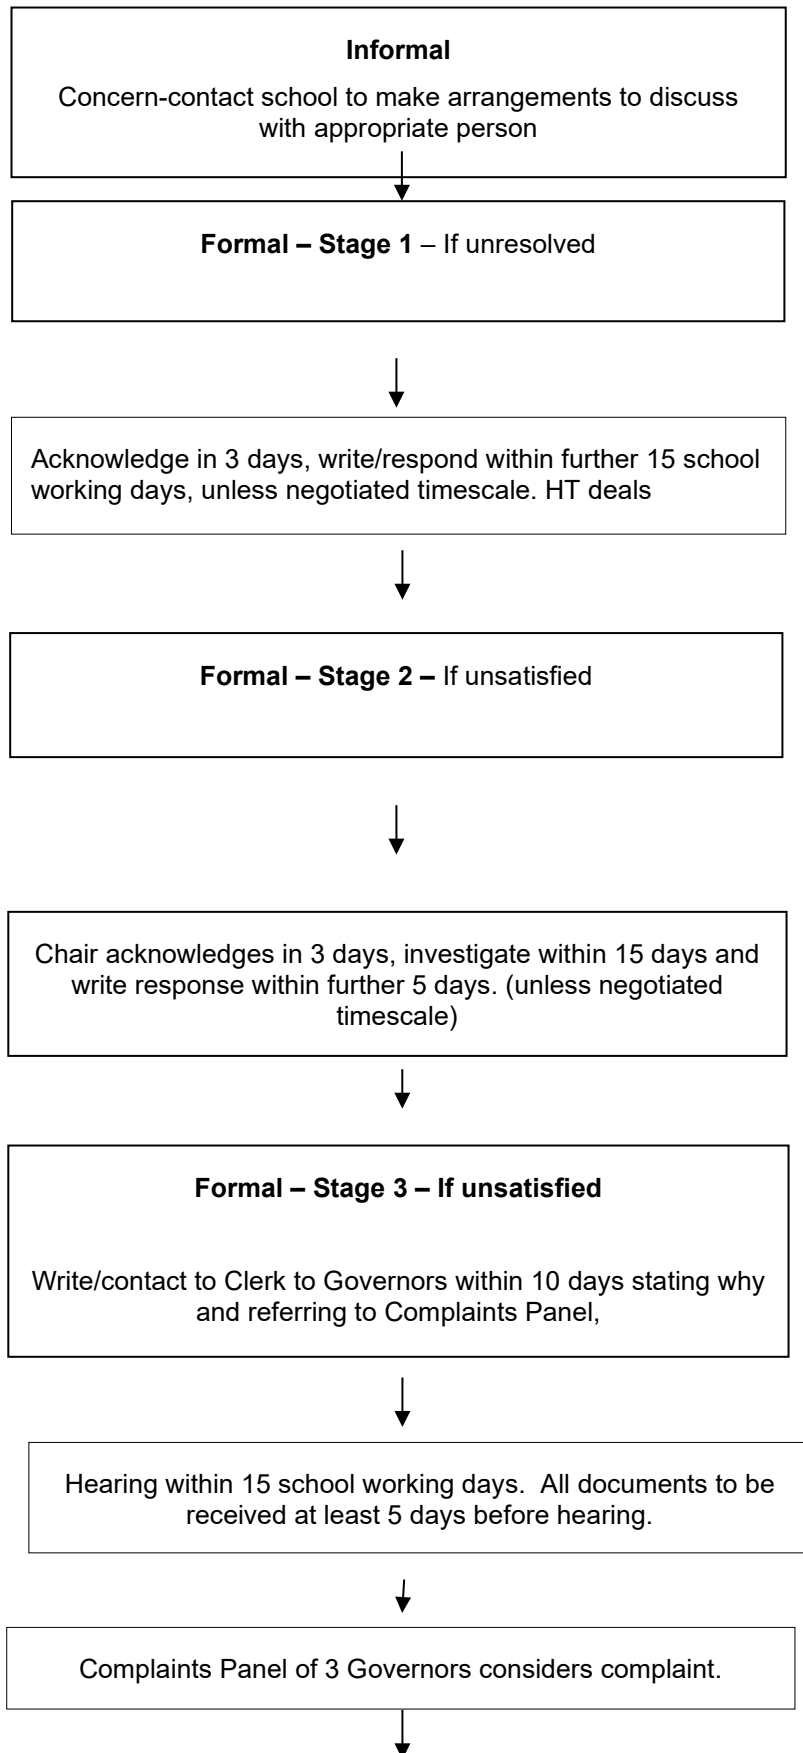 Informal
Concern-contact school to make arrangements to discuss
with appropriate person
Formal – Stage 1 – If unresolved
Acknowledge in 3 days, write/respond within further 15 school
working days, unless negotiated timescale. HT deals
Formal – Stage 2 – If unsatisfied
Chair acknowledges in 3 days, investigate within 15 days and
write response within further 5 days. (unless negotiated
timescale)
Formal – Stage 3 – If unsatisfied
Write/contact to Clerk to Governors within 10 days stating why
and referring to Complaints Panel,
Hearing within 15 school working days.  All documents to be
received at least 5 days before hearing.
Complaints Panel of 3 Governors considers complaint.